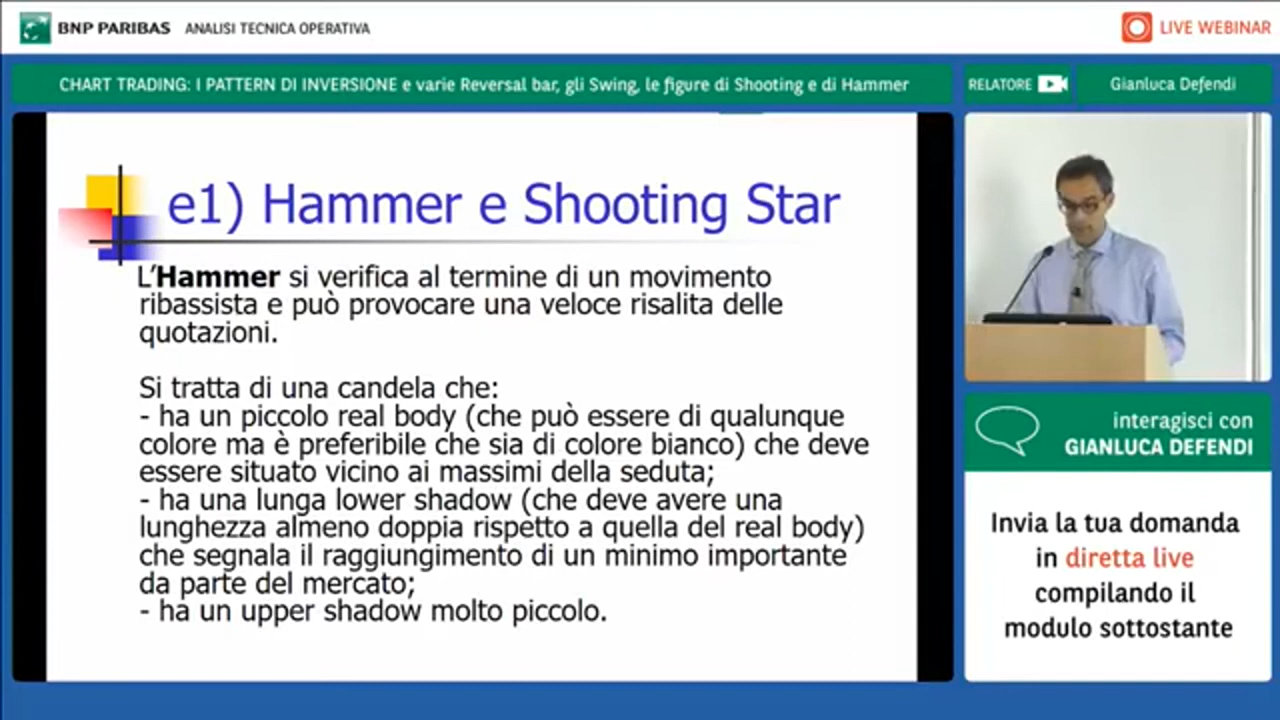 BNP PARIBAS ANALISI TECNICA OPERATIVA
LIVE WEBINAR
CHART TRADING: I PATTERN DI INVERSIONE e varie Reversal bar, gli Swing, le figure di Shooting e di Hammer
RELATORE
Gianluca Defendi
e1) Hammer e Shooting Star
L'Hammer si verifica al termine di un movimento
ribassista e può provocare una veloce risalita delle
quotazioni.
Si tratta di una candela che:
- ha un piccolo real body (che può essere di qualunque
colore ma è preferibile che sia di colore bianco) che deve
essere situato vicino ai massimi della seduta;
- ha una lunga lower shadow (che deve avere una
lunghezza almeno doppia rispetto a quella del real body)
che segnala il raggiungimento di un minimo importante
da parte del mercato;
- ha un upper shadow molto piccolo.
interagisci con
GIANLUCA DEFENDI
Invia la tua domanda
in diretta live
compilando il
modulo sottostante